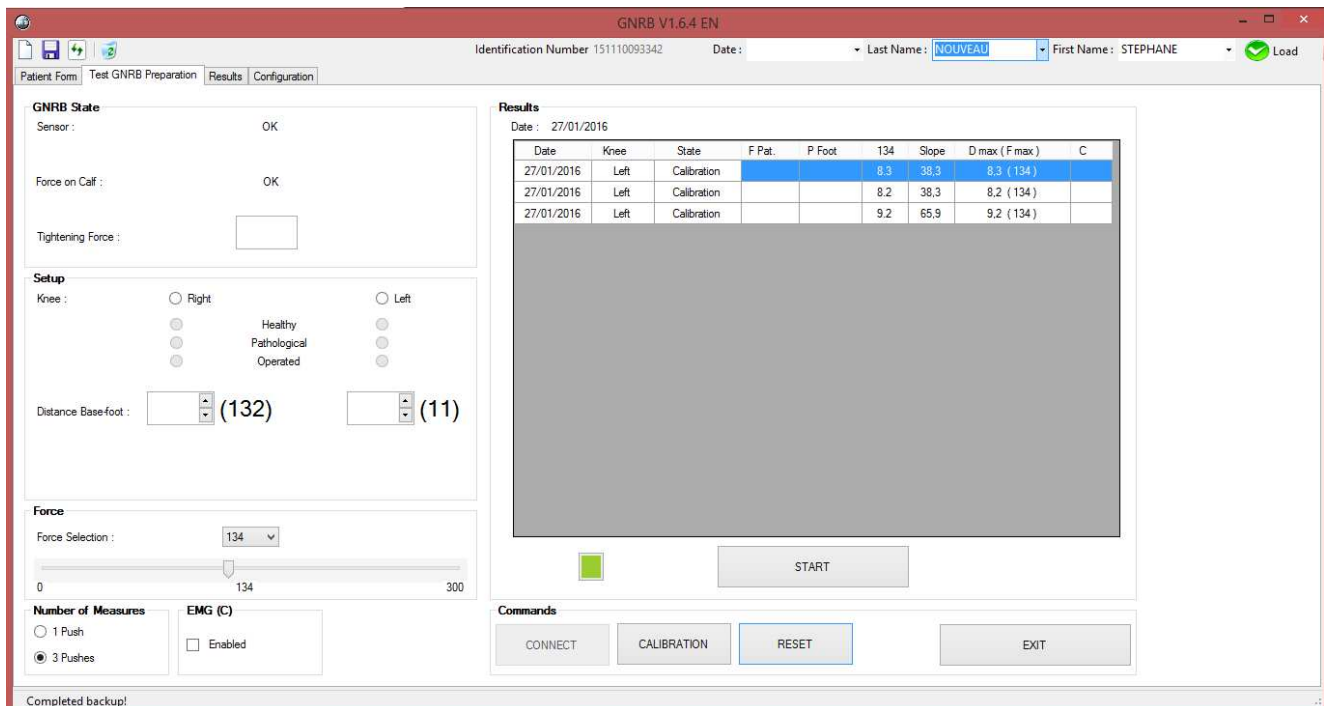 GNRB V1.6.4 EN
Identification Number 151110093342 Date : Last Name : NOUVEAU First Name : STEPHANE Load
Patient Form Test GNRB Preparation Results Configuration
GNRB State
Sensor : OK
Force on Calf : OK
Tightening Force :
Setup
Knee : Right Left
Healthy
Pathological
Operated
Distance Base-foot : (132) (11)
Force
Force Selection : 134
0 134 300
Number of Measures
1 Push
3 Pushes
EMG (C)
Enabled
Results
Date : 27/01/2016
Date Knee State F Pat. P Foot 134 Slope D max ( F max ) C
27/01/2016 Left Calibration 8.3 38,3 8,3 ( 134 )
27/01/2016 Left Calibration 8.2 38,3 8,2 ( 134 )
27/01/2016 Left Calibration 9.2 65,9 9,2 ( 134 )
START
Commands
CONNECT CALIBRATION RESET EXIT
Completed backup!